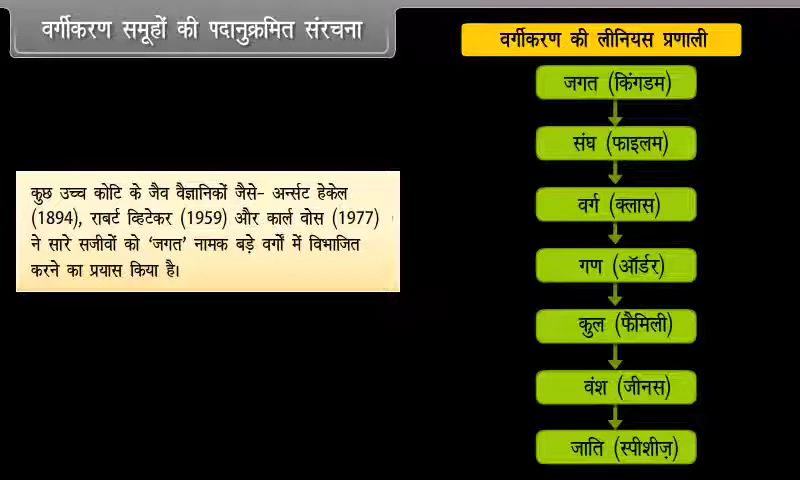 वर्गीकरण समूहों की पदानुक्रमित संरचना
कुछ उच्च कोटि के जैव वैज्ञानिकों जैसे- अर्न्सट हेकेल
(1894), राबर्ट व्हिटेकर (1959) और कार्ल वोस (1977)
ने सारे सजीवों को ‘जगत’ नामक बड़े वर्गों में विभाजित
करने का प्रयास किया है।
वर्गीकरण की लीनियस प्रणाली
जगत (किंगडम)
संघ (फाइलम)
वर्ग (क्लास)
गण (ऑर्डर)
कुल (फैमिली)
वंश (जीनस)
जाति (स्पीशीज़)